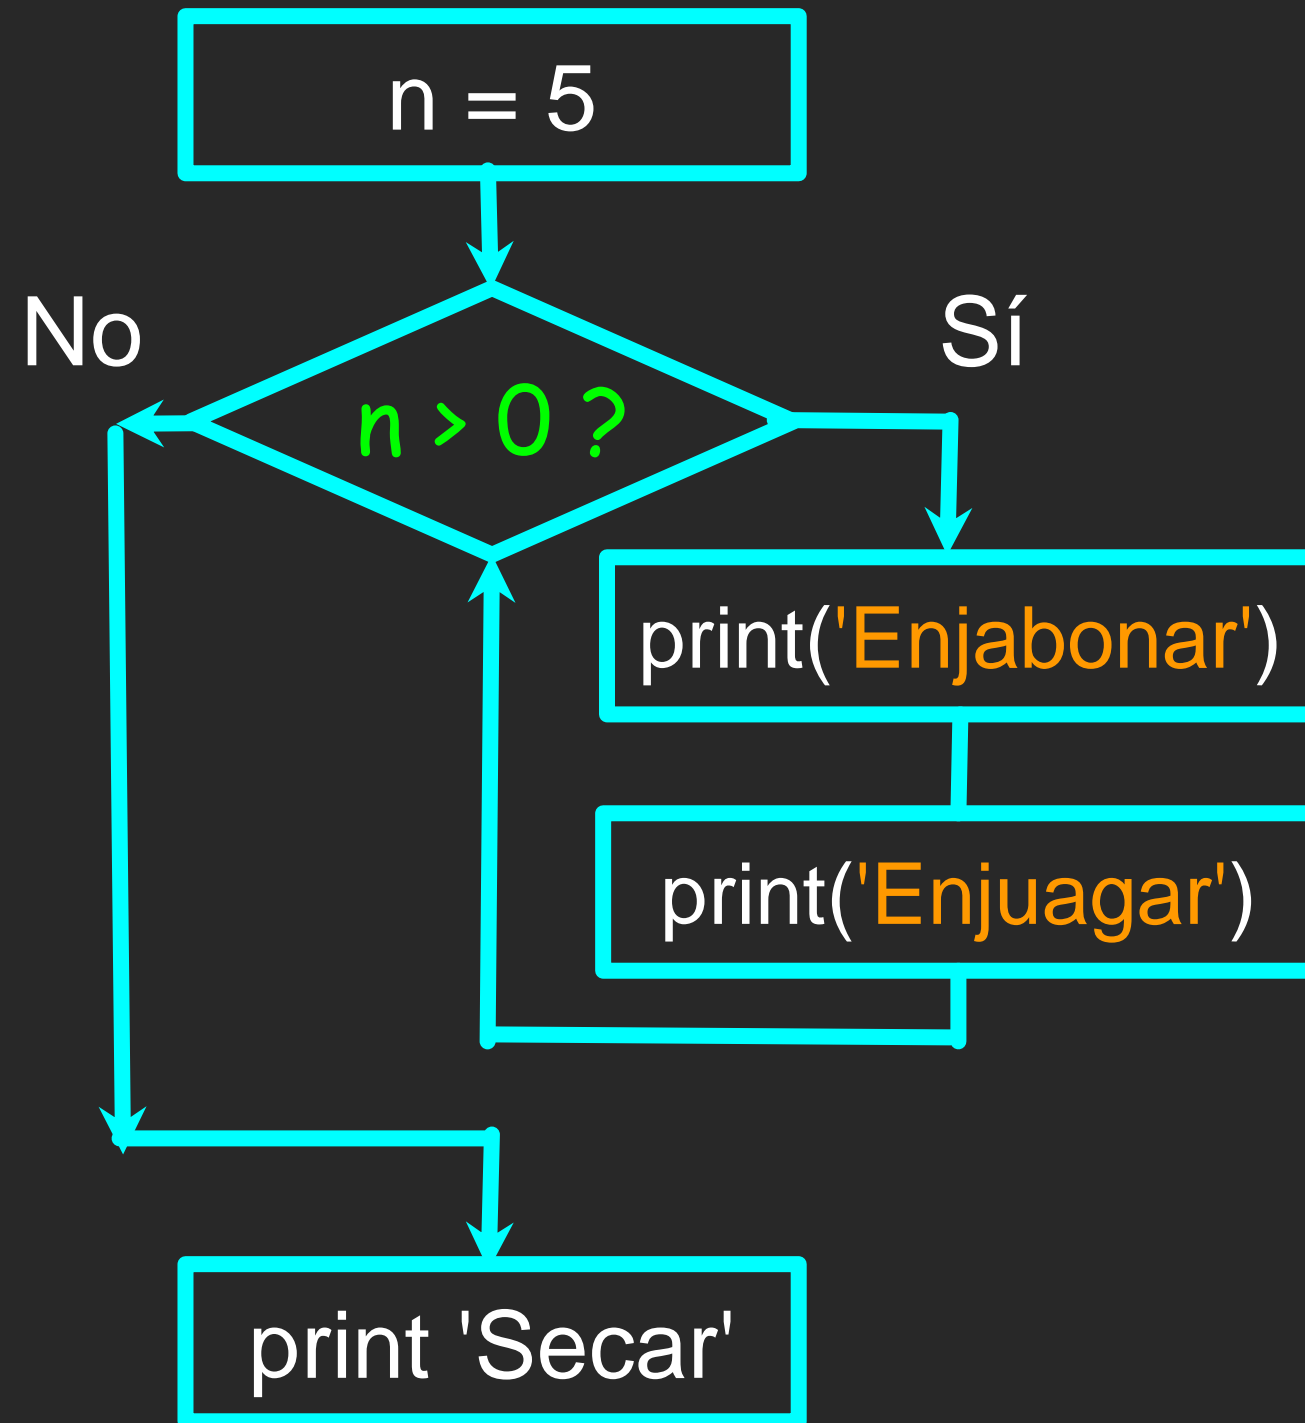 n = 5
No
Sí
n > 0 ?
print('Enjabonar')
print('Enjuagar')
print 'Secar'